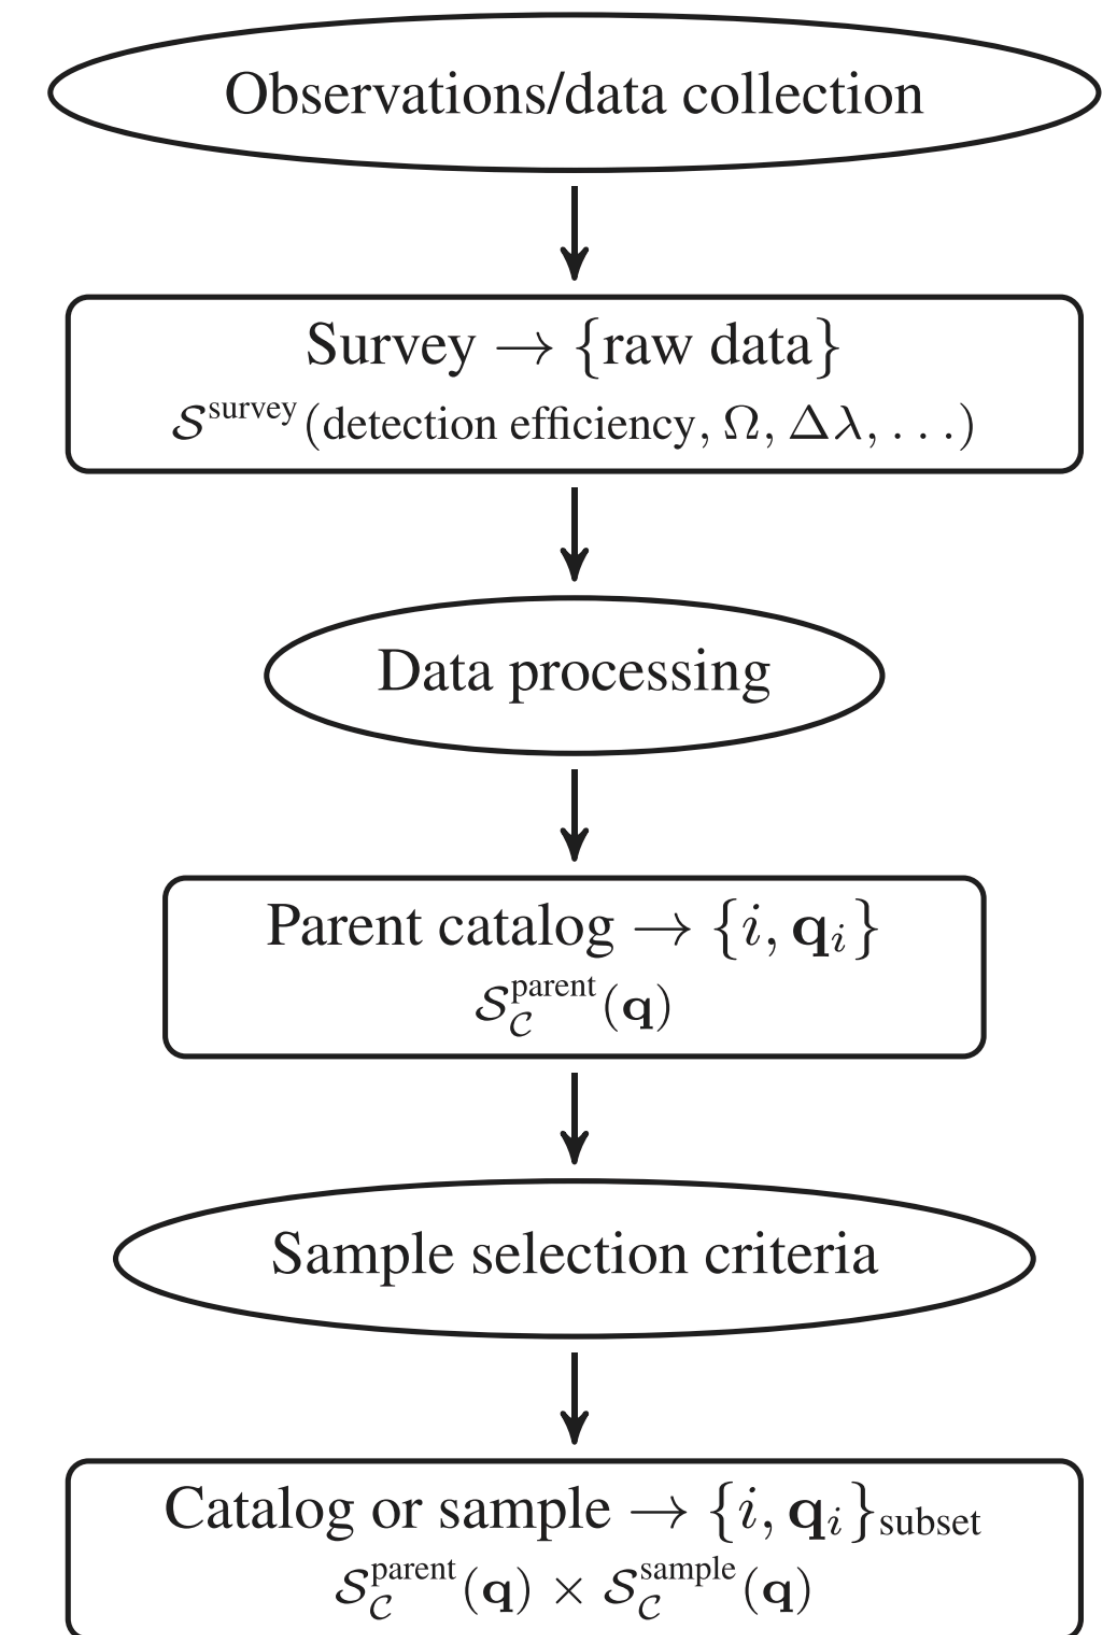 Observations/data collection
Survey → {raw data}
𝒮^survey(detection efficiency, Ω, Δλ, . . .)
Data processing
Parent catalog → {i, 𝐪_i}
𝒮_𝒞^parent(𝐪)
Sample selection criteria
Catalog or sample → {i, 𝐪_i}_subset
𝒮_𝒞^parent(𝐪) × 𝒮_𝒞^sample(𝐪)